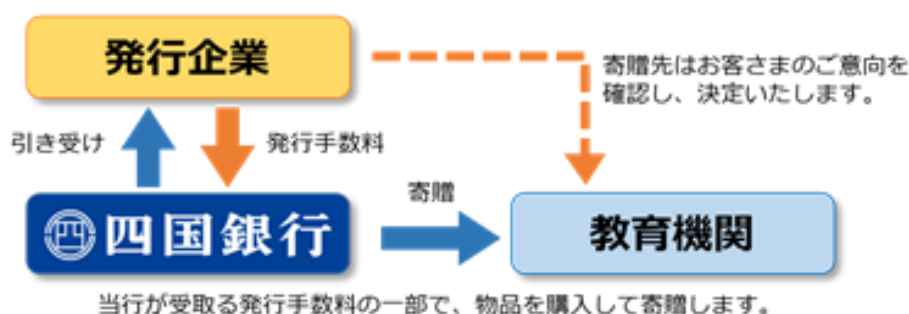 発行企業
寄贈先はお客さまのご意向を
確認し、決定いたします。
引き受け
発行手数料
四国銀行
寄贈
教育機関
当行が受取る発行手数料の一部で、物品を購入して寄贈します。